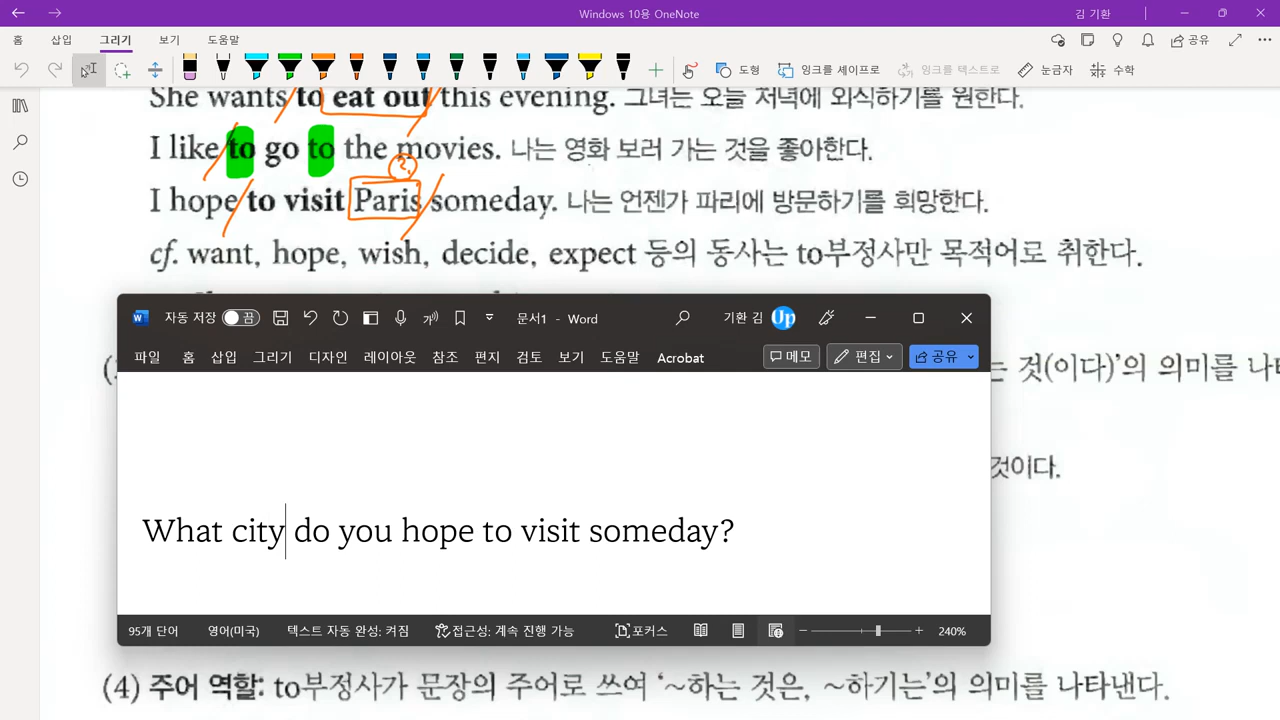 Windows 10용 OneNote
김 기환
홈 삽입 그리기 보기 도움말
공유
도형 잉크를 셰이프로 잉크를 텍스트로 눈금자 수학
She wants to eat out this evening. 그녀는 오늘 저녁에 외식하기를 원한다.
I like to go to the movies. 나는 영화 보러 가는 것을 좋아한다.
?
I hope to visit Paris someday. 나는 언젠가 파리에 방문하기를 희망한다.
cf. want, hope, wish, decide, expect 등의 동사는 to부정사만 목적어로 취한다.
자동 저장 끔 가 문서1 - Word 기환 김 Up
파일 홈 삽입 그리기 디자인 레이아웃 참조 편지 검토 보기 도움말 Acrobat 메모 편집 공유
는 것(이다)’의 의미를 나타
것이다.
What city do you hope to visit someday?
95개 단어 영어(미국) 텍스트 자동 완성: 켜짐 접근성: 계속 진행 가능 포커스 240%
(4) 주어 역할: to부정사가 문장의 주어로 쓰여 ‘~하는 것은, ~하기는’의 의미를 나타낸다.